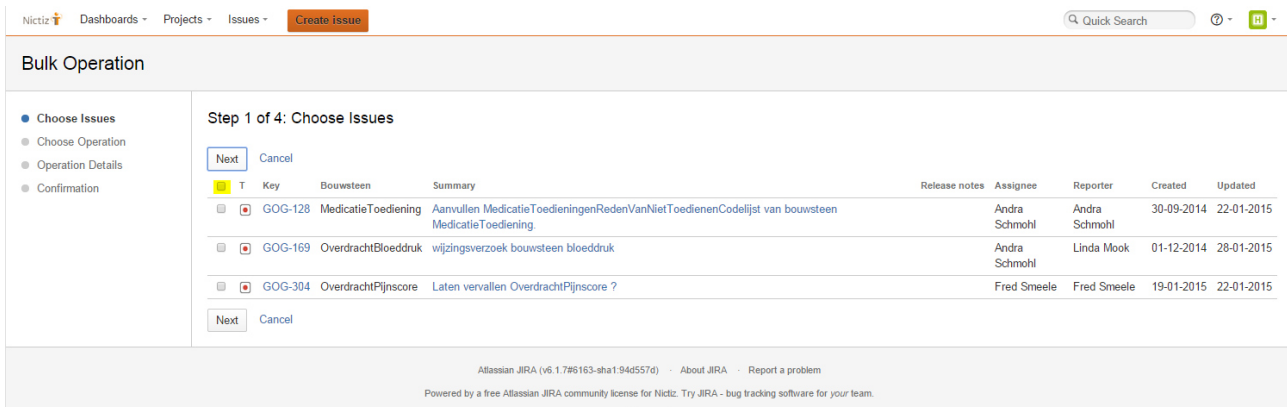 Nictiz Dashboards Projects Issues Create issue Quick Search
Bulk Operation
Choose Issues
Choose Operation
Operation Details
Confirmation
Step 1 of 4: Choose Issues
Next Cancel
T Key Bouwsteen Summary Release notes Assignee Reporter Created Updated
GOG-128 MedicatieToediening Aanvullen MedicatieToedieningenRedenVanNietToedienenCodelijst van bouwsteen Andra Andra 30-09-2014 22-01-2015
MedicatieToediening. Schmohl Schmohl
GOG-169 OverdrachtBloeddruk wijzingsverzoek bouwsteen bloeddruk Andra Linda Mook 01-12-2014 28-01-2015
Schmohl
GOG-304 OverdrachtPijnscore Laten vervallen OverdrachtPijnscore ? Fred Smeele Fred Smeele 19-01-2015 22-01-2015
Next Cancel
Atlassian JIRA (v6.1.7#6163-sha1:94d557d) · About JIRA · Report a problem
Powered by a free Atlassian JIRA community license for Nictiz. Try JIRA - bug tracking software for your team.